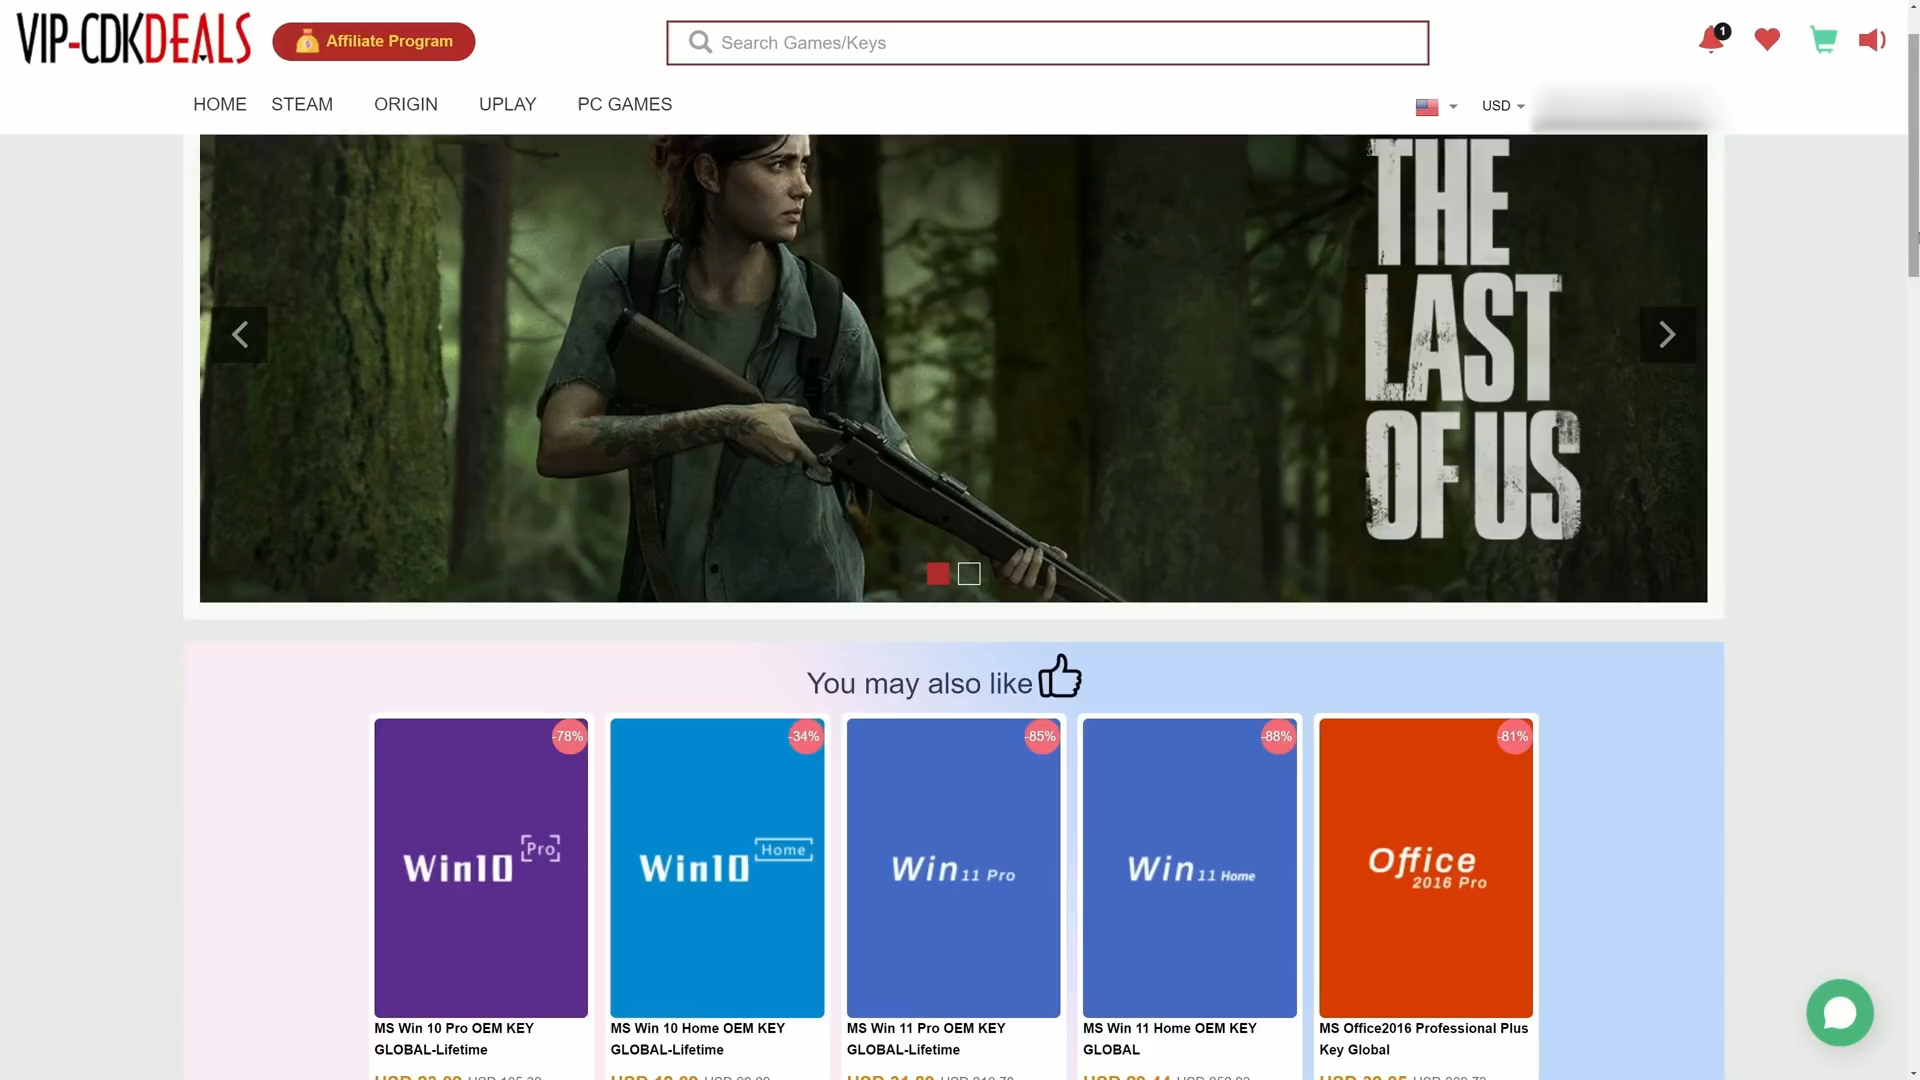 VIP-CDKDEALS
Affiliate Program
Search Games/Keys
1
HOME
STEAM
ORIGIN
UPLAY
PC GAMES
USD
THE
LAST
OF US
You may also like
-78%
-34%
-85%
-88%
-81%
Win10 Pro
Win10 Home
Win 11 Pro
Win 11 Home
Office
2016 Pro
MS Win 10 Pro OEM KEY
GLOBAL-Lifetime
MS Win 10 Home OEM KEY
GLOBAL-Lifetime
MS Win 11 Pro OEM KEY
GLOBAL-Lifetime
MS Win 11 Home OEM KEY
GLOBAL
MS Office2016 Professional Plus
Key Global